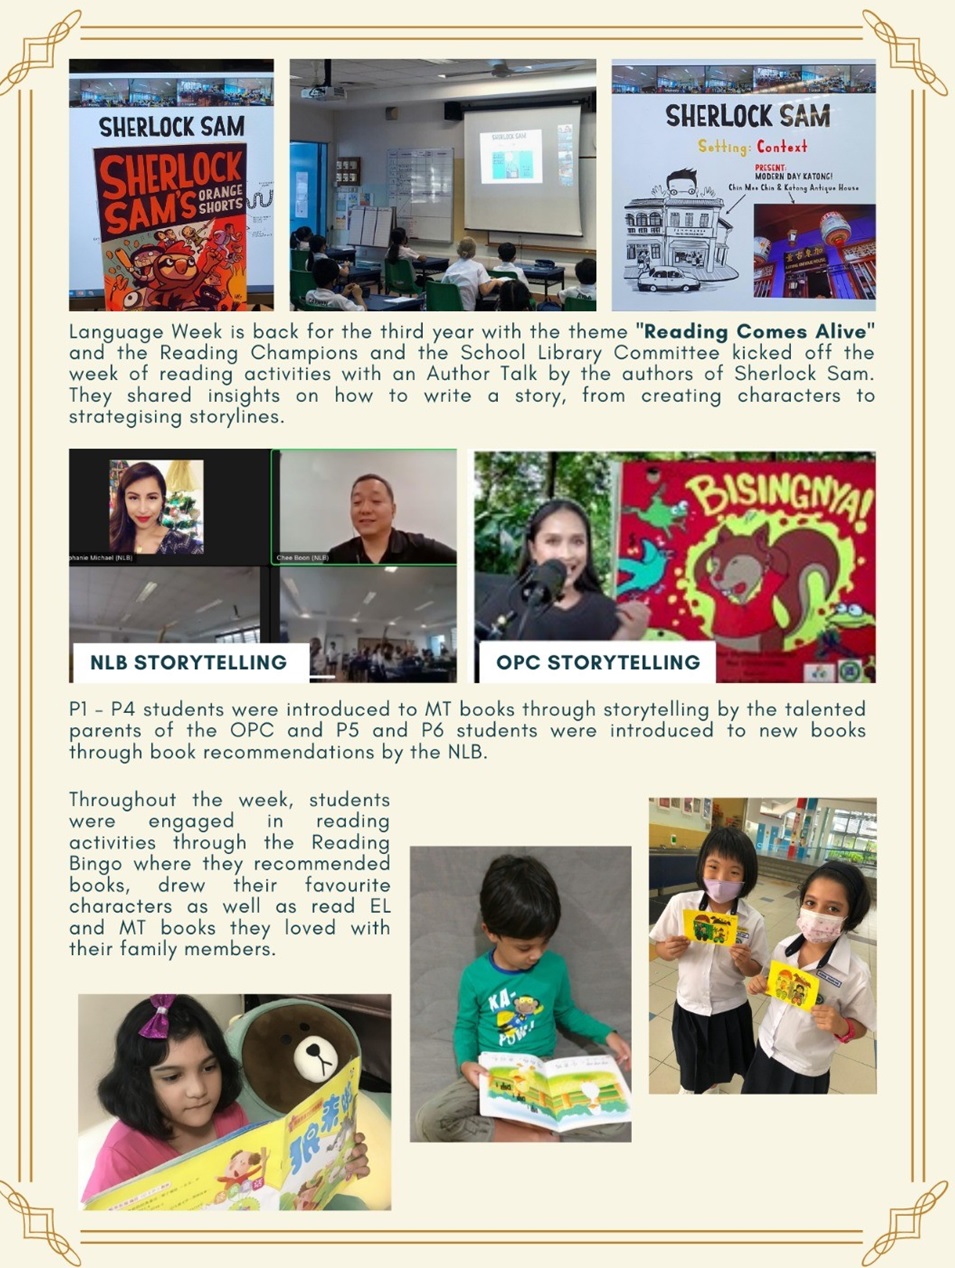 SHERLOCK SAM
SHERLOCK
SAM'S
ORANGE
SHORTS
SHERLOCK SAM
SHERLOCK SAM
Setting: Context
PRESENT:
MODERN DAY KATONG!
Chin Mee Chin & Katong Antique House
Language Week is back for the third year with the theme "Reading Comes Alive"
and the Reading Champions and the School Library Committee kicked off the
week of reading activities with an Author Talk by the authors of Sherlock Sam.
They shared insights on how to write a story, from creating characters to
strategising storylines.
phanie Michael (NLB)
Chee Boon (NLB)
NLB STORYTELLING
BISINGNYA!
OPC STORYTELLING
P1 - P4 students were introduced to MT books through storytelling by the talented
parents of the OPC and P5 and P6 students were introduced to new books
through book recommendations by the NLB.
Throughout the week, students
were engaged in reading
activities through the Reading
Bingo where they recommended
books, drew their favourite
characters as well as read EL
and MT books they loved with
their family members.
KA-
POW!
狼来啦